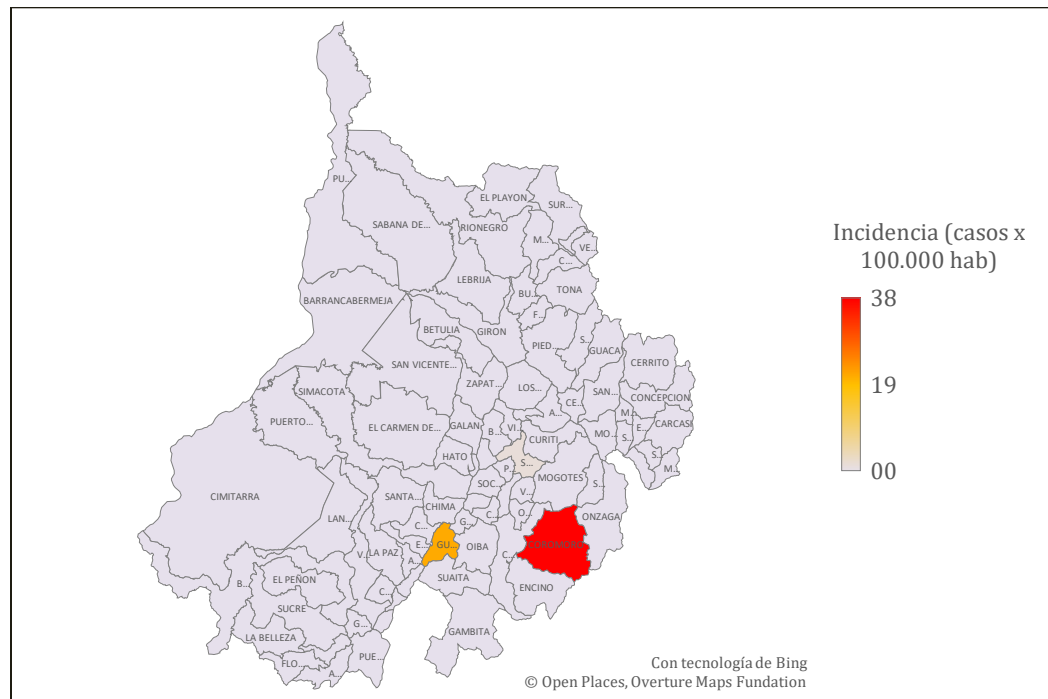 PU...
EL PLAYON
SUR...
SABANA DE...
RIONEGRO
M...
VE...
C...
LEBRIJA
BU...
TONA
BARRANCABERMEJA
F...
BETULIA
GIRON
PIED...
S...
GUACA
CERRITO
SAN VICENTE...
ZAPAT...
LOS...
SIMACOTA
CE...
SAN...
CONCEPCION
PUERTO...
EL CARMEN DE...
GALAN
B...
VI...
A...
M...
E...
CARCASI
CURITI
MO...
S...
HATO
P...
S...
S...
M...
CIMITARRA
SANTA...
SOC...
V...
MOGOTES
S...
CHIMA
G...
C...
O...
ONZAGA
LAN...
C...
V...
LA PAZ
E...
A...
GU...
OIBA
C...
B...
EL PEÑON
C...
SUAITA
ENCINO
SUCRE
G...
LA BELLEZA
GAMBITA
FLO...
A...
PUE...
Incidencia (casos x
100.000 hab)
38
19
00
Con tecnología de Bing
© Open Places, Overture Maps Fundation